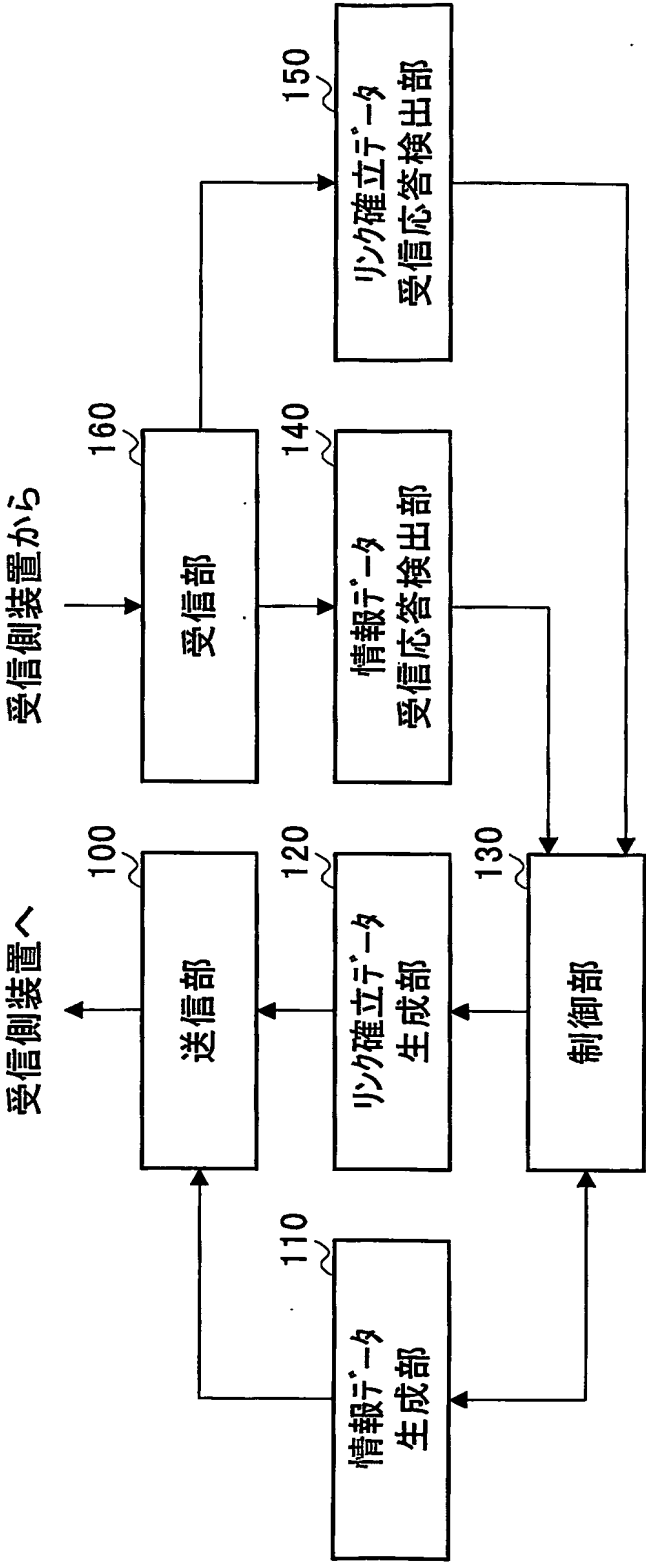 受信側装置へ
受信側装置から
100
送信部
160
受信部
110
情報データ
生成部
120
リンク確立データ
生成部
140
情報データ
受信応答検出部
150
リンク確立データ
受信応答検出部
130
制御部